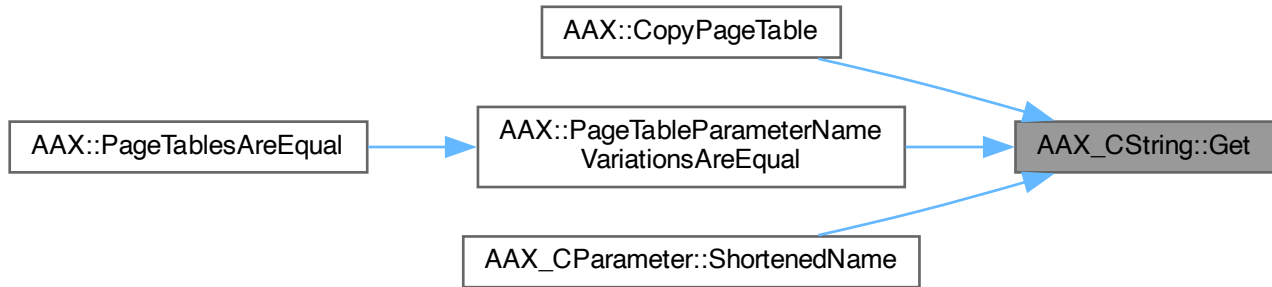 AAX::CopyPageTable
AAX::PageTablesAreEqual
AAX::PageTableParameterName
VariationsAreEqual
AAX_CString::Get
AAX_CParameter::ShortenedName